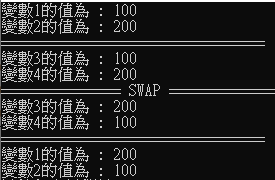 變數1的值為 : 100
變數2的值為 : 200
變數3的值為 : 100
變數4的值為 : 200
SWAP
變數3的值為 : 200
變數4的值為 : 100
變數1的值為 : 200
變數2的值為 : 100